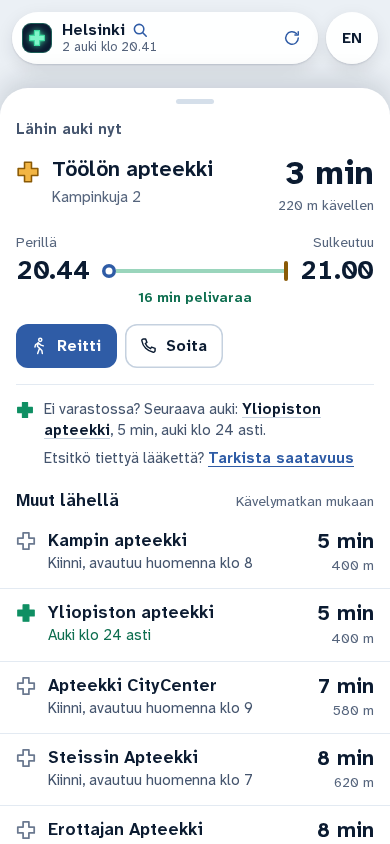 Helsinki
2 auki klo 20.41
EN
Lähin auki nyt
Töölön apteekki
3 min
Kampinkuja 2
220 m kävellen
Perillä
Sulkeutuu
20.44
21.00
16 min pelivaraa
Reitti
Soita
Ei varastossa? Seuraava auki: Yliopiston
apteekki, 5 min, auki klo 24 asti.
Etsitkö tiettyä lääkettä? Tarkista saatavuus
Muut lähellä
Kävelymatkan mukaan
Kampin apteekki
5 min
Kiinni, avautuu huomenna klo 8
400 m
Yliopiston apteekki
5 min
Auki klo 24 asti
400 m
Apteekki CityCenter
7 min
Kiinni, avautuu huomenna klo 9
580 m
Steissin Apteekki
8 min
Kiinni, avautuu huomenna klo 7
620 m
Erottajan Apteekki
8 min